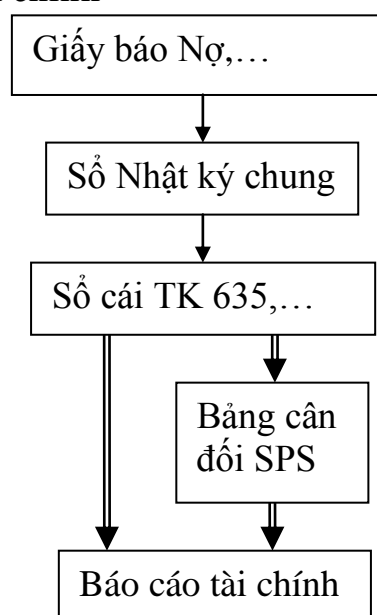 Giấy báo Nợ,…
Sổ Nhật ký chung
Sổ cái TK 635,…
Bảng cân
đối SPS
Báo cáo tài chính